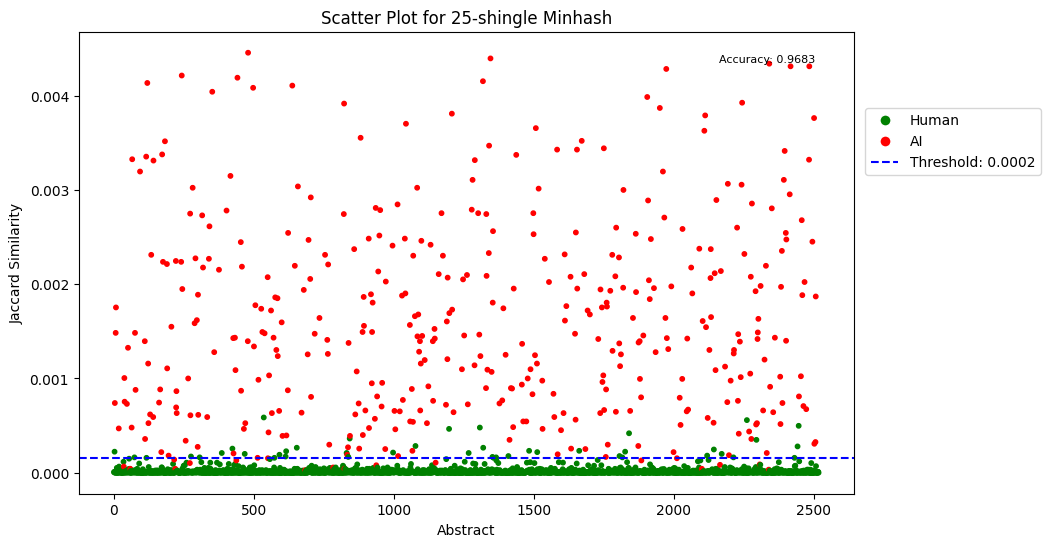 Scatter Plot for 25-shingle Minhash
Accuracy: 0.9683
0.004
0.003
0.002
0.001
0.000
Jaccard Similarity
0
500
1000
1500
2000
2500
Abstract
Human
AI
Threshold: 0.0002